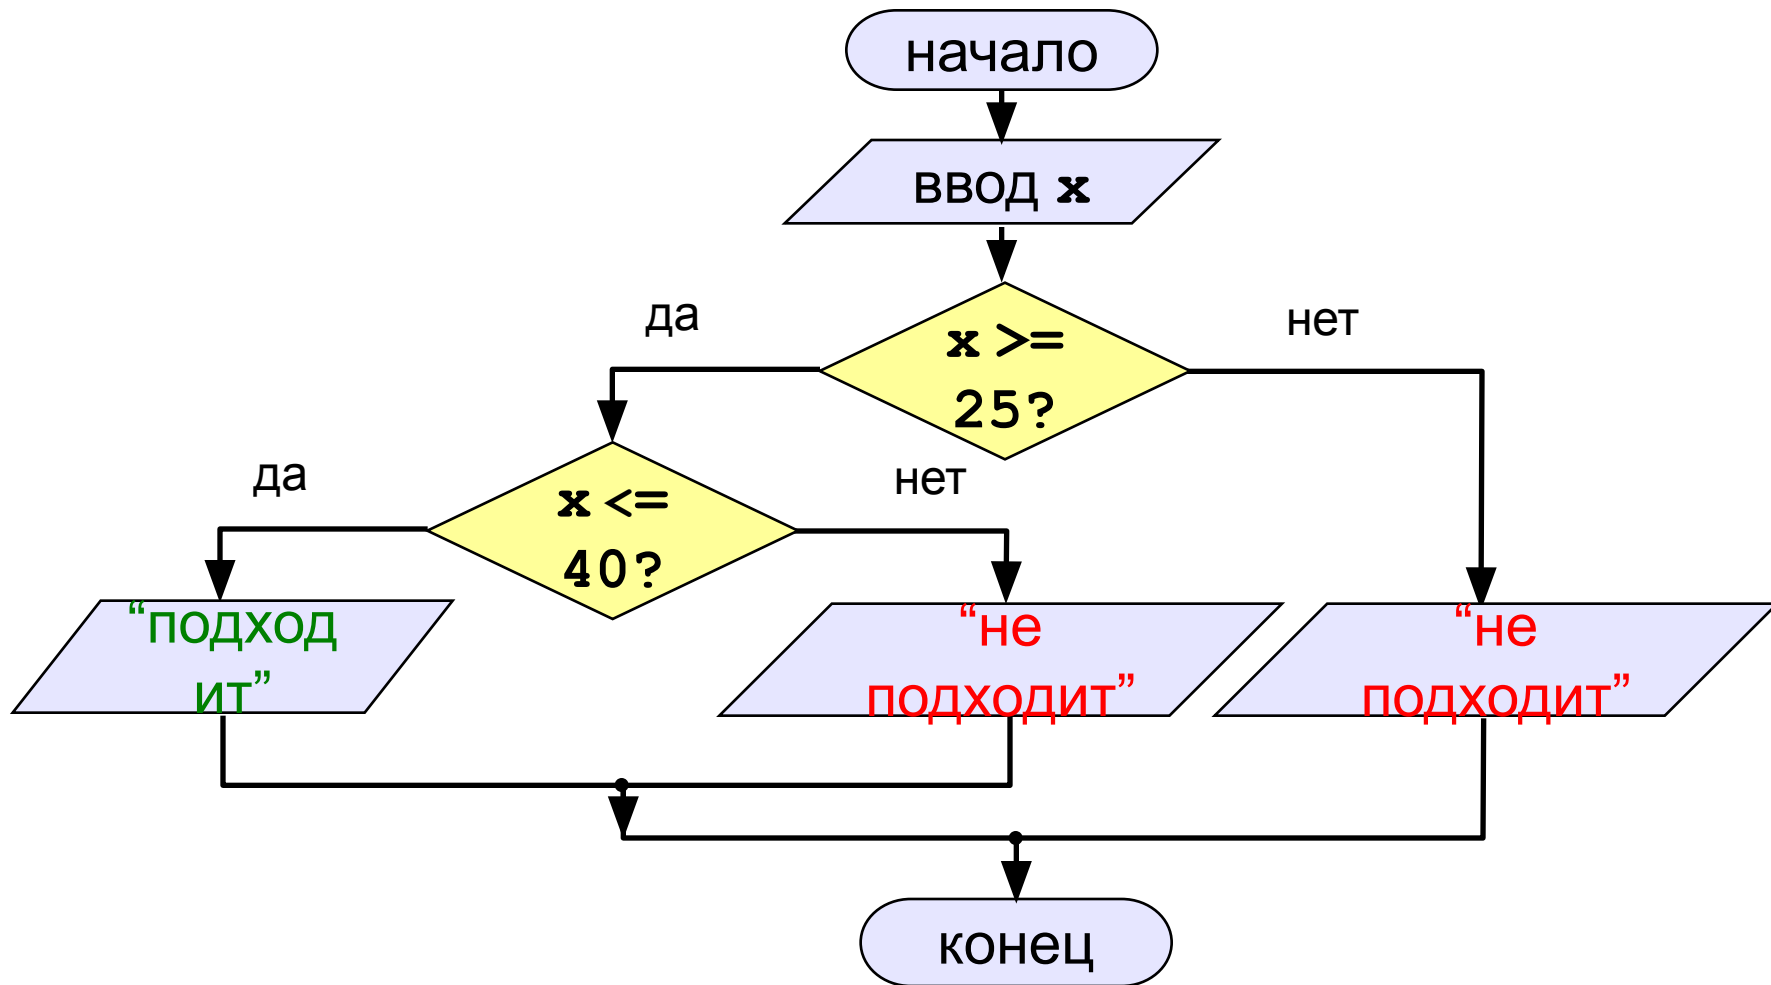 начало
ввод x
да
x >=
25?
нет
да
x <=
40?
нет
“подход
ит”
“не
подходит”
“не
подходит”
конец